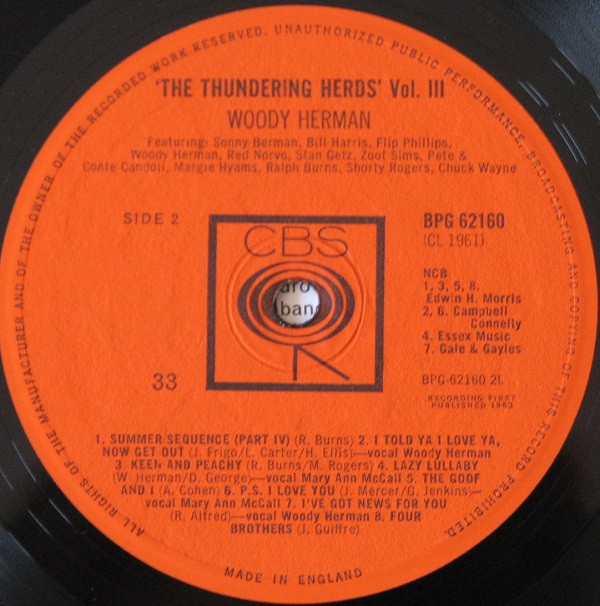 ALL RIGHTS OF THE MANUFACTURER AND OF THE OWNER OF THE RECORDED WORK RESERVED. UNAUTHORIZED PUBLIC PERFORMANCE, BROADCASTING AND COPYING OF THIS RECORD PROHIBITED.
'THE THUNDERING HERDS' Vol. III
WOODY HERMAN
Featuring: Sonny Berman, Bill Harris, Flip Phillips,
Woody Herman, Red Norvo, Stan Getz, Zoot Sims, Pete &
Conte Candoli, Margie Hyams, Ralph Burns, Shorty Rogers, Chuck Wayne
SIDE 2
BPG 62160
(CL 1961)
CBS
NCB
1, 3, 5, 8.
Edwin H. Morris
2, 6. Campbell
Connelly
4. Essex Music
7. Gale & Gayles
33
BPG-62160 2L
RECORDING FIRST
PUBLISHED 1963
1. SUMMER SEQUENCE (PART IV) (R. Burns) 2. I TOLD YA I LOVE YA,
NOW GET OUT (J. Frigo/L. Carter/H. Ellis)—vocal Woody Herman
3 KEEN AND PEACHY (R. Burns/M. Rogers) 4. LAZY LULLABY
(W. Herman/D. George)—vocal Mary Ann McCall 5. THE GOOF
AND I (A. Cohen) 6. P.S. I LOVE YOU (J. Mercer/G. Jenkins)—
vocal Mary Ann McCall 7. I'VE GOT NEWS FOR YOU
(R. Alfred)—vocal Woody Herman 8. FOUR
BROTHERS (J. Guiffre)
MADE IN ENGLAND